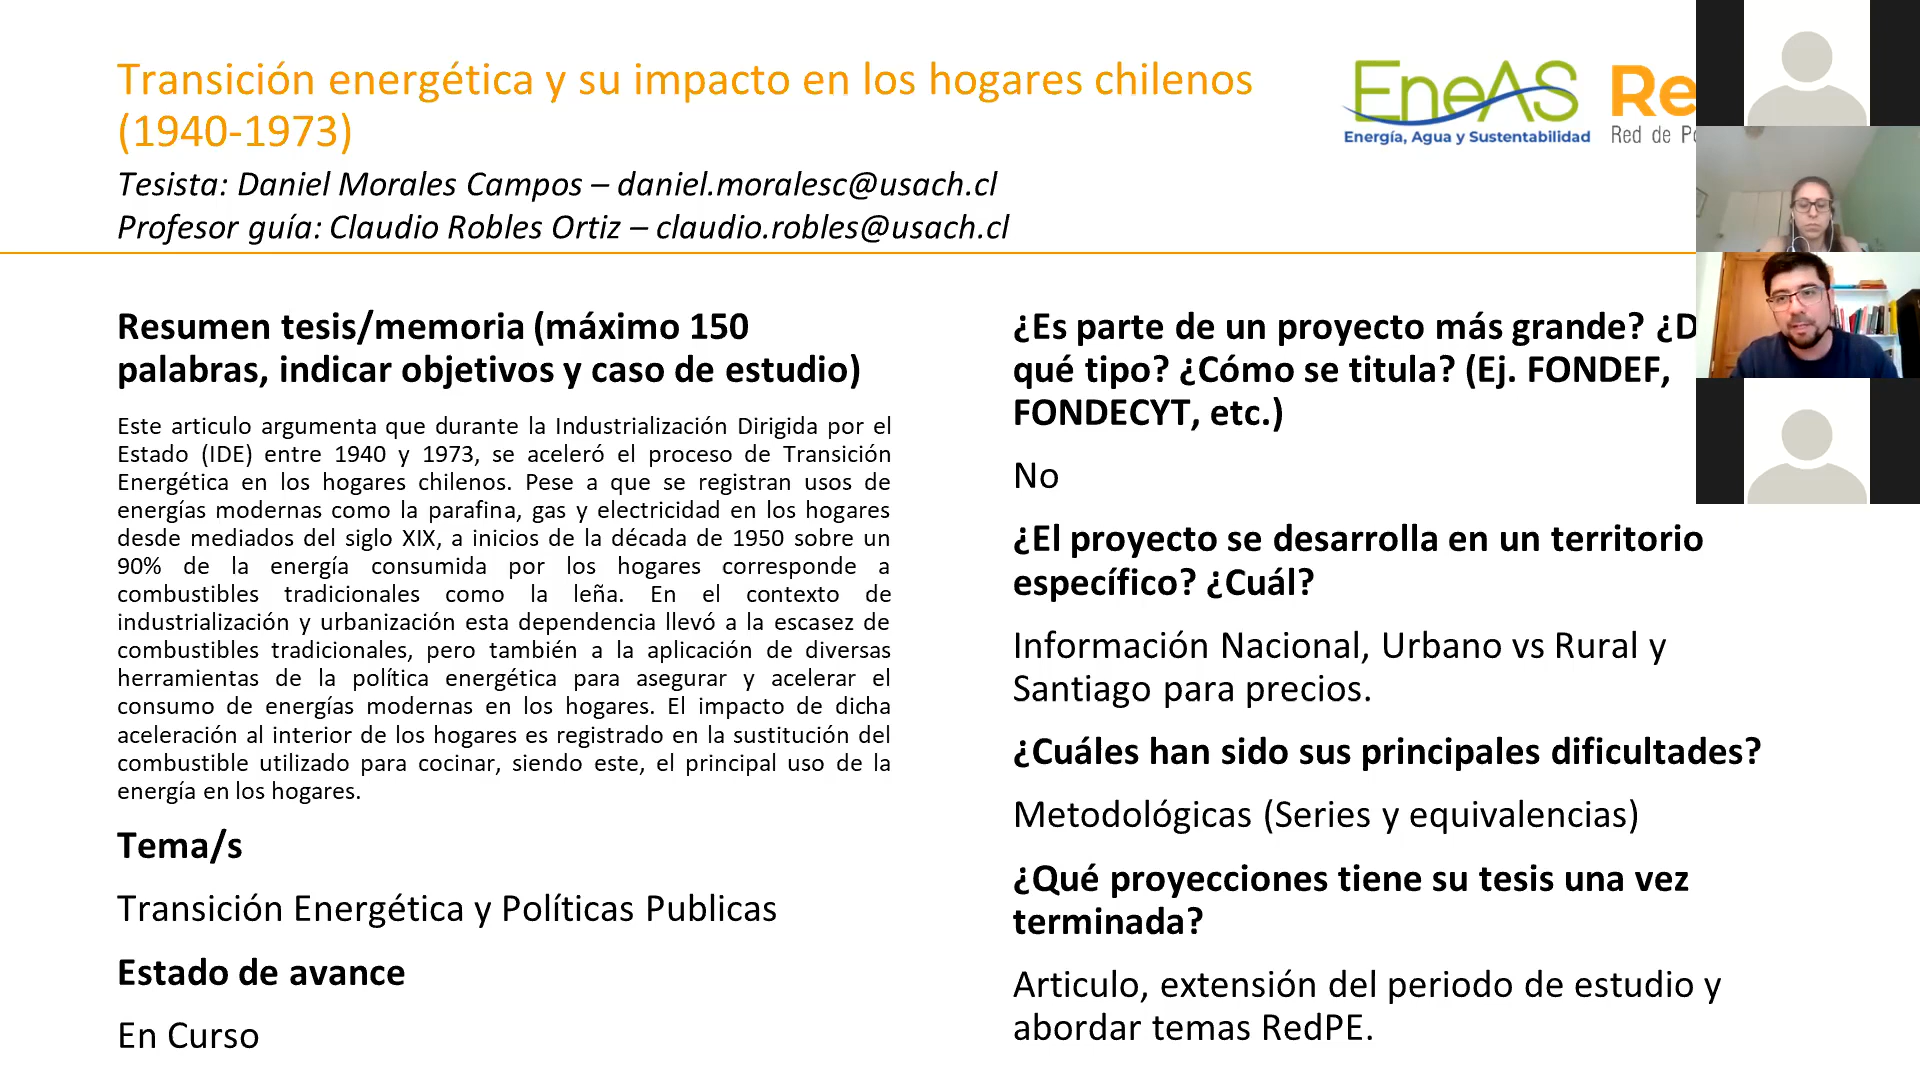 Transición energética y su impacto en los hogares chilenos
(1940-1973)
Tesista: Daniel Morales Campos – daniel.moralesc@usach.cl
Profesor guía: Claudio Robles Ortiz – claudio.robles@usach.cl
EneAS
Energía, Agua y Sustentabilidad
Re
Red de
Resumen tesis/memoria (máximo 150
palabras, indicar objetivos y caso de estudio)
Este articulo argumenta que durante la Industrialización Dirigida por el
Estado (IDE) entre 1940 y 1973, se aceleró el proceso de Transición
Energética en los hogares chilenos. Pese a que se registran usos de
energías modernas como la parafina, gas y electricidad en los hogares
desde mediados del siglo XIX, a inicios de la década de 1950 sobre un
90% de la energía consumida por los hogares corresponde a
combustibles tradicionales como la leña. En el contexto de
industrialización y urbanización esta dependencia llevó a la escasez de
combustibles tradicionales, pero también a la aplicación de diversas
herramientas de la política energética para asegurar y acelerar el
consumo de energías modernas en los hogares. El impacto de dicha
aceleración al interior de los hogares es registrado en la sustitución del
combustible utilizado para cocinar, siendo este, el principal uso de la
energía en los hogares.
Tema/s
Transición Energética y Políticas Publicas
Estado de avance
En Curso
¿Es parte de un proyecto más grande? ¿D
qué tipo? ¿Cómo se titula? (Ej. FONDEF,
FONDECYT, etc.)
No
¿El proyecto se desarrolla en un territorio
específico? ¿Cuál?
Información Nacional, Urbano vs Rural y
Santiago para precios.
¿Cuáles han sido sus principales dificultades?
Metodológicas (Series y equivalencias)
¿Qué proyecciones tiene su tesis una vez
terminada?
Articulo, extensión del periodo de estudio y
abordar temas RedPE.